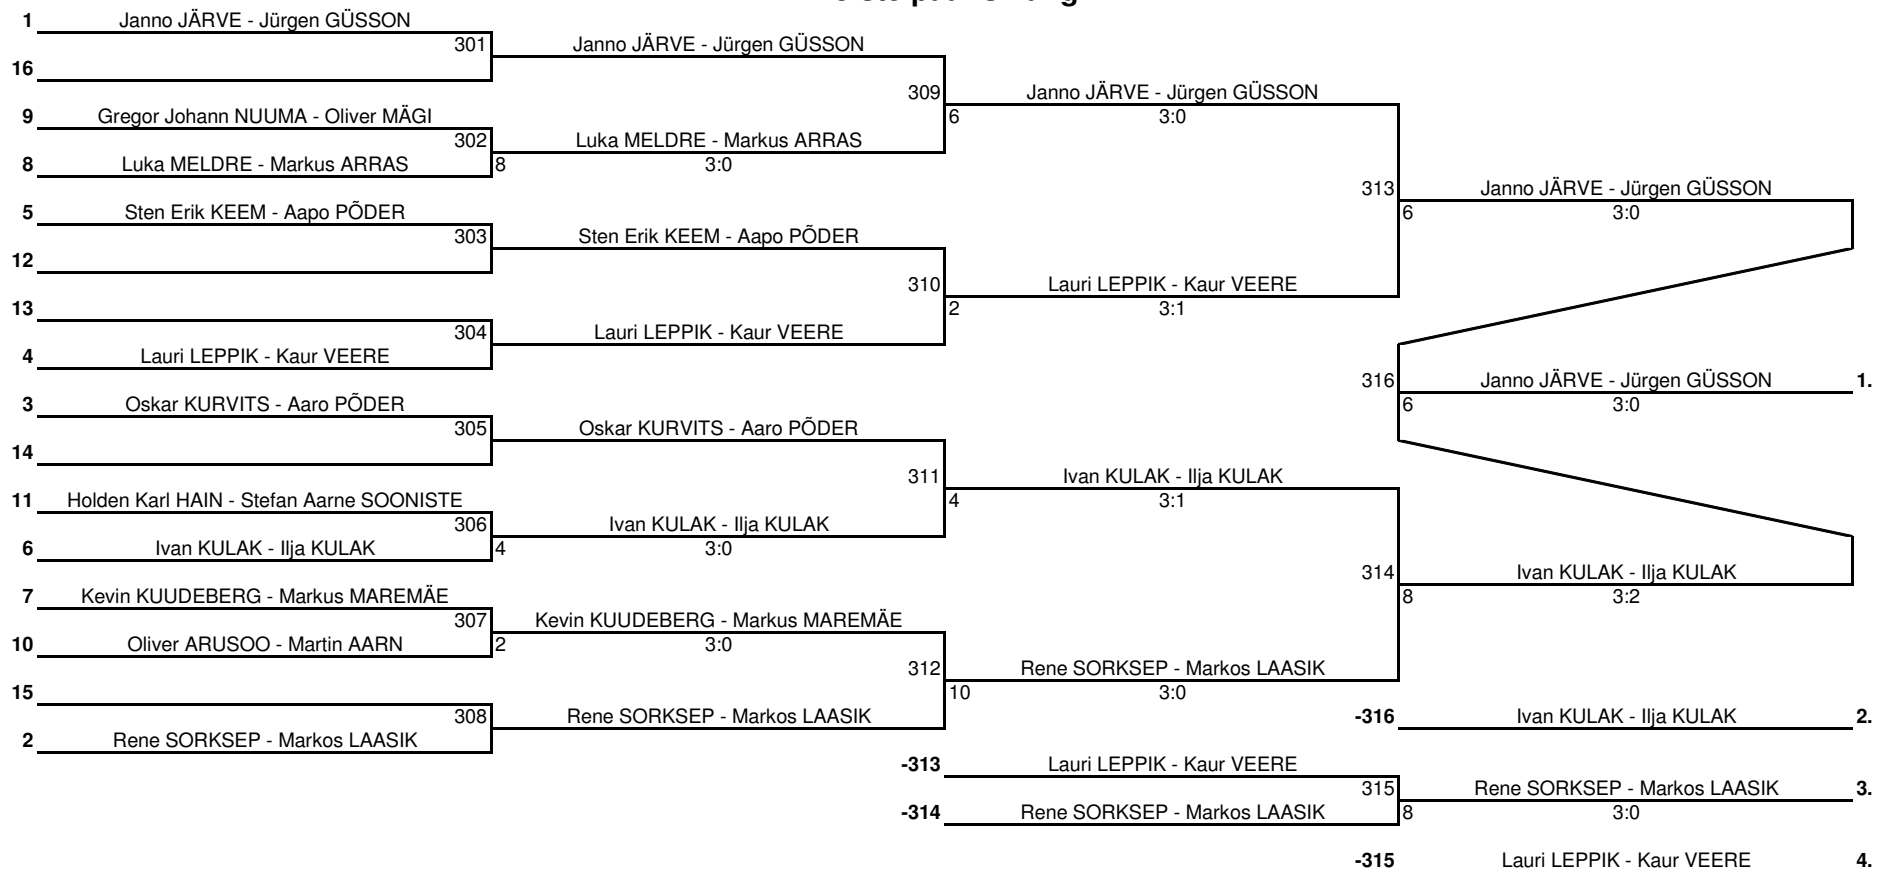 1 Janno JÄRVE - Jürgen GÜSSON
301 Janno JÄRVE - Jürgen GÜSSON
16
309 Janno JÄRVE - Jürgen GÜSSON
9 Gregor Johann NUUMA - Oliver MÄGI
6 3:0
302 Luka MELDRE - Markus ARRAS
8 Luka MELDRE - Markus ARRAS 8 3:0
313 Janno JÄRVE - Jürgen GÜSSON
5 Sten Erik KEEM - Aapo PÕDER
6 3:0
303 Sten Erik KEEM - Aapo PÕDER
12
310 Lauri LEPPIK - Kaur VEERE
13
2 3:1
304 Lauri LEPPIK - Kaur VEERE
4 Lauri LEPPIK - Kaur VEERE
316 Janno JÄRVE - Jürgen GÜSSON 1.
3 Oskar KURVITS - Aaro PÕDER
6 3:0
305 Oskar KURVITS - Aaro PÕDER
14
311 Ivan KULAK - Ilja KULAK
11 Holden Karl HAIN - Stefan Aarne SOONISTE
4 3:1
306 Ivan KULAK - Ilja KULAK
6 Ivan KULAK - Ilja KULAK 4 3:0
314 Ivan KULAK - Ilja KULAK
7 Kevin KUUDEBERG - Markus MAREMÄE
8 3:2
307 Kevin KUUDEBERG - Markus MAREMÄE
10 Oliver ARUSOO - Martin AARN 2 3:0
312 Rene SORKSEP - Markos LAASIK
15
10 3:0
308 Rene SORKSEP - Markos LAASIK
-316 Ivan KULAK - Ilja KULAK 2.
2 Rene SORKSEP - Markos LAASIK
-313 Lauri LEPPIK - Kaur VEERE
315 Rene SORKSEP - Markos LAASIK 3.
-314 Rene SORKSEP - Markos LAASIK 8 3:0
-315 Lauri LEPPIK - Kaur VEERE 4.